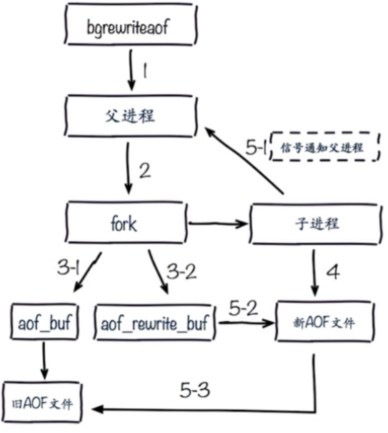 bgrewriteaof
1
父进程
5-1
信号通知父进程
2
fork
子进程
3-1
3-2
4
aof_buf
aof_rewrite_buf
5-2
新AOF文件
5-3
旧AOF文件